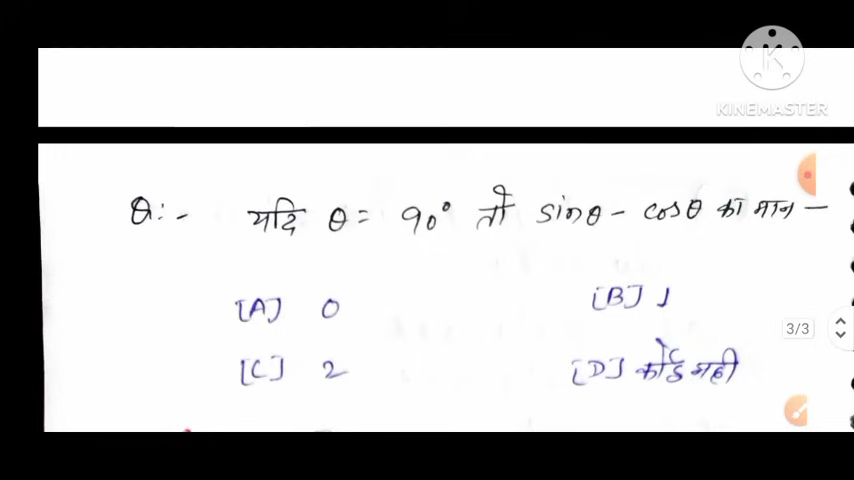 KINEMASTER
Q:- यदि θ = 90° तो sinθ - cosθ का मान -
[A] 0 [B] 1
3/3
[C] 2 [D] कोई नही